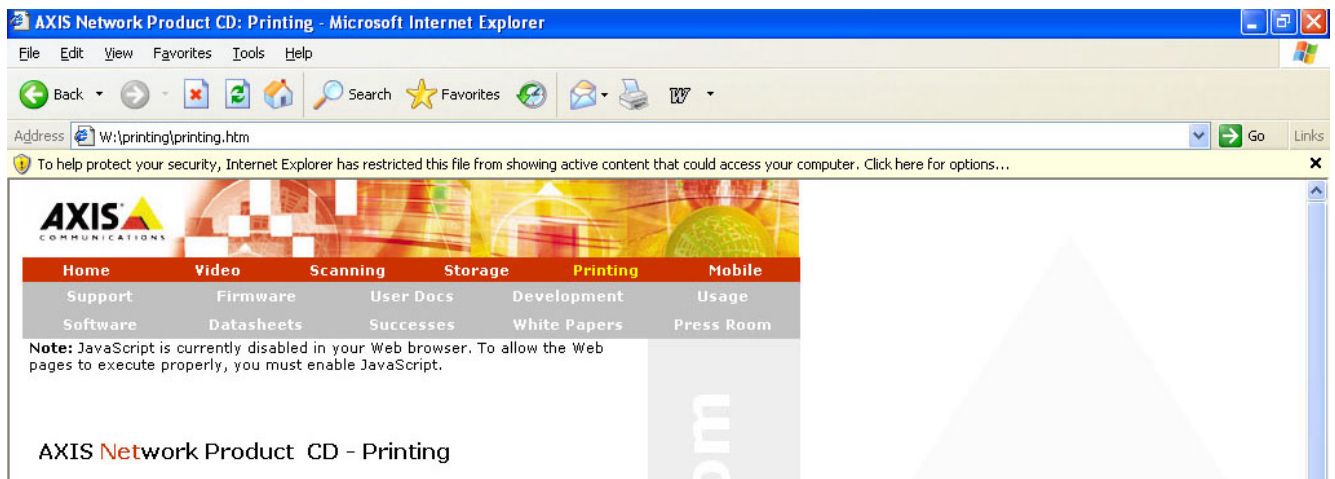 AXIS Network Product CD: Printing - Microsoft Internet Explorer
File Edit View Favorites Tools Help
Back Search Favorites
Address W:\printing\printing.htm Go Links
To help protect your security, Internet Explorer has restricted this file from showing active content that could access your computer. Click here for options...
AXIS
COMMUNICATIONS
Home Video Scanning Storage Printing Mobile
Support Firmware User Docs Development Usage
Software Datasheets Successes White Papers Press Room
Note: JavaScript is currently disabled in your Web browser. To allow the Web
pages to execute properly, you must enable JavaScript.
AXIS Network Product CD - Printing
om